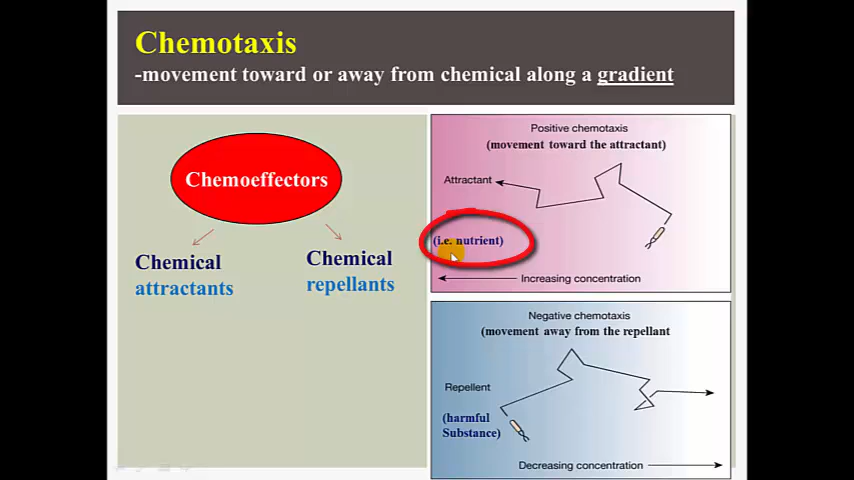 Chemotaxis
-movement toward or away from chemical along a gradient
Chemoeffectors
Chemical
attractants
Chemical
repellants
Positive chemotaxis
(movement toward the attractant)
Attractant
(i.e. nutrient)
Increasing concentration
Negative chemotaxis
(movement away from the repellant
Repellent
(harmful
Substance)
Decreasing concentration